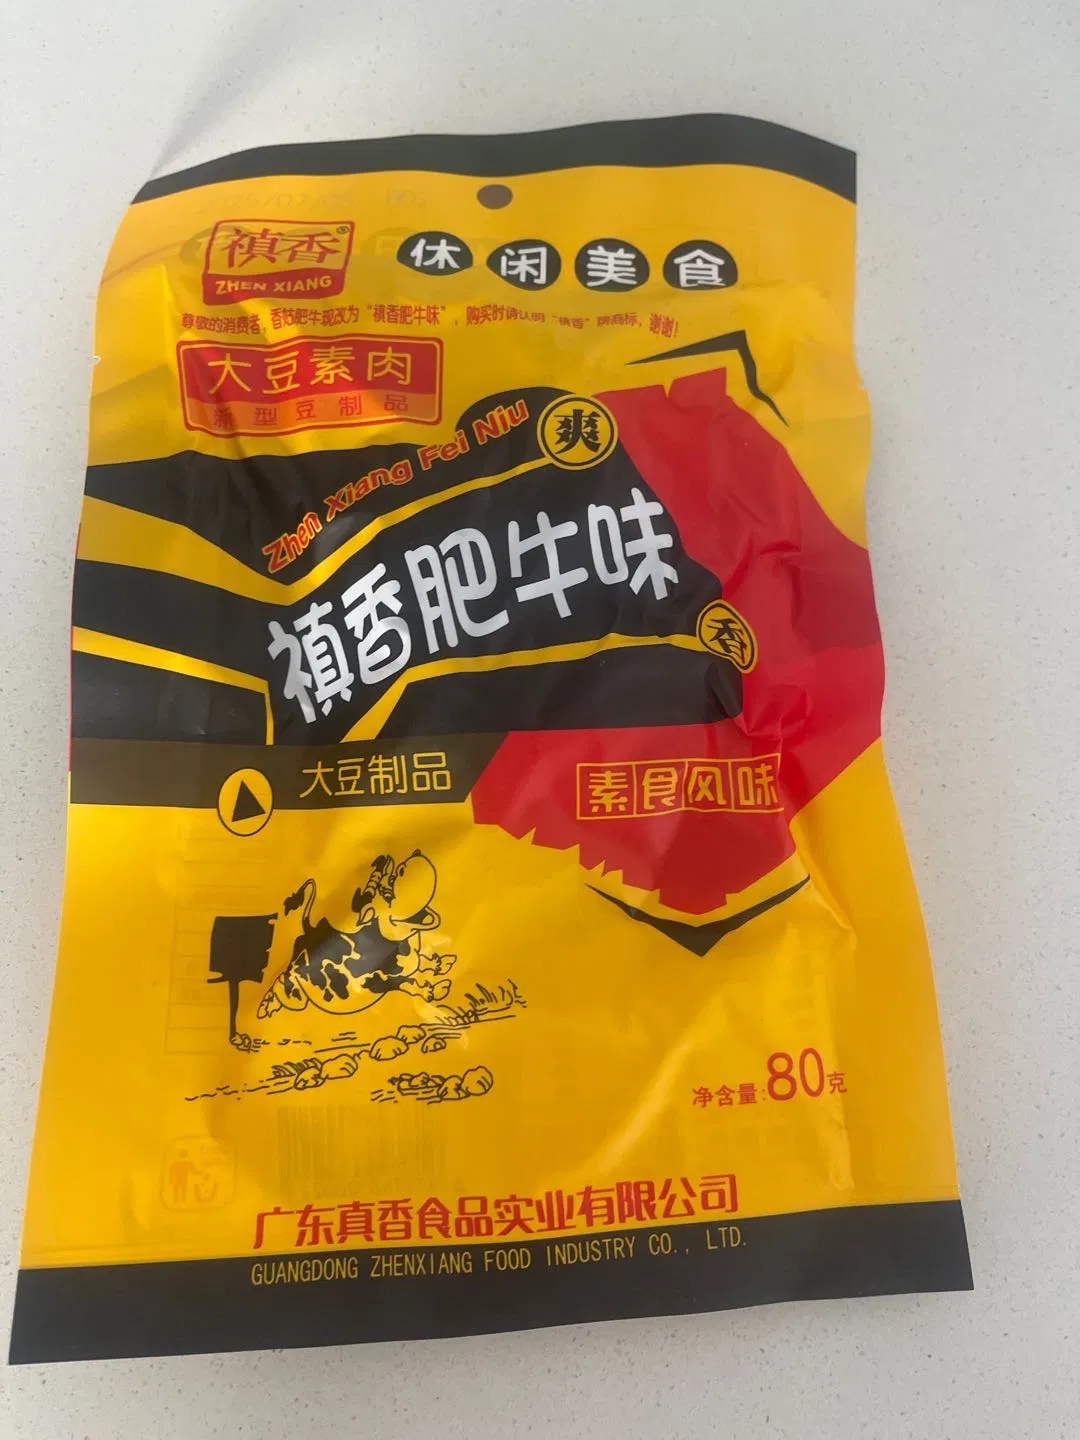 禛香®
ZHEN XIANG
休闲美食
尊敬的消费者，香菇肥牛现改为“禛香肥牛味”，购买时请认明“禛香”牌商标，谢谢！
大豆素肉
新型豆制品
Zhen Xiang Fei Niu
爽
禛香肥牛味
香
大豆制品
素食风味
净含量:80克
广东真香食品实业有限公司
GUANGDONG ZHENXIANG FOOD INDUSTRY CO., LTD.